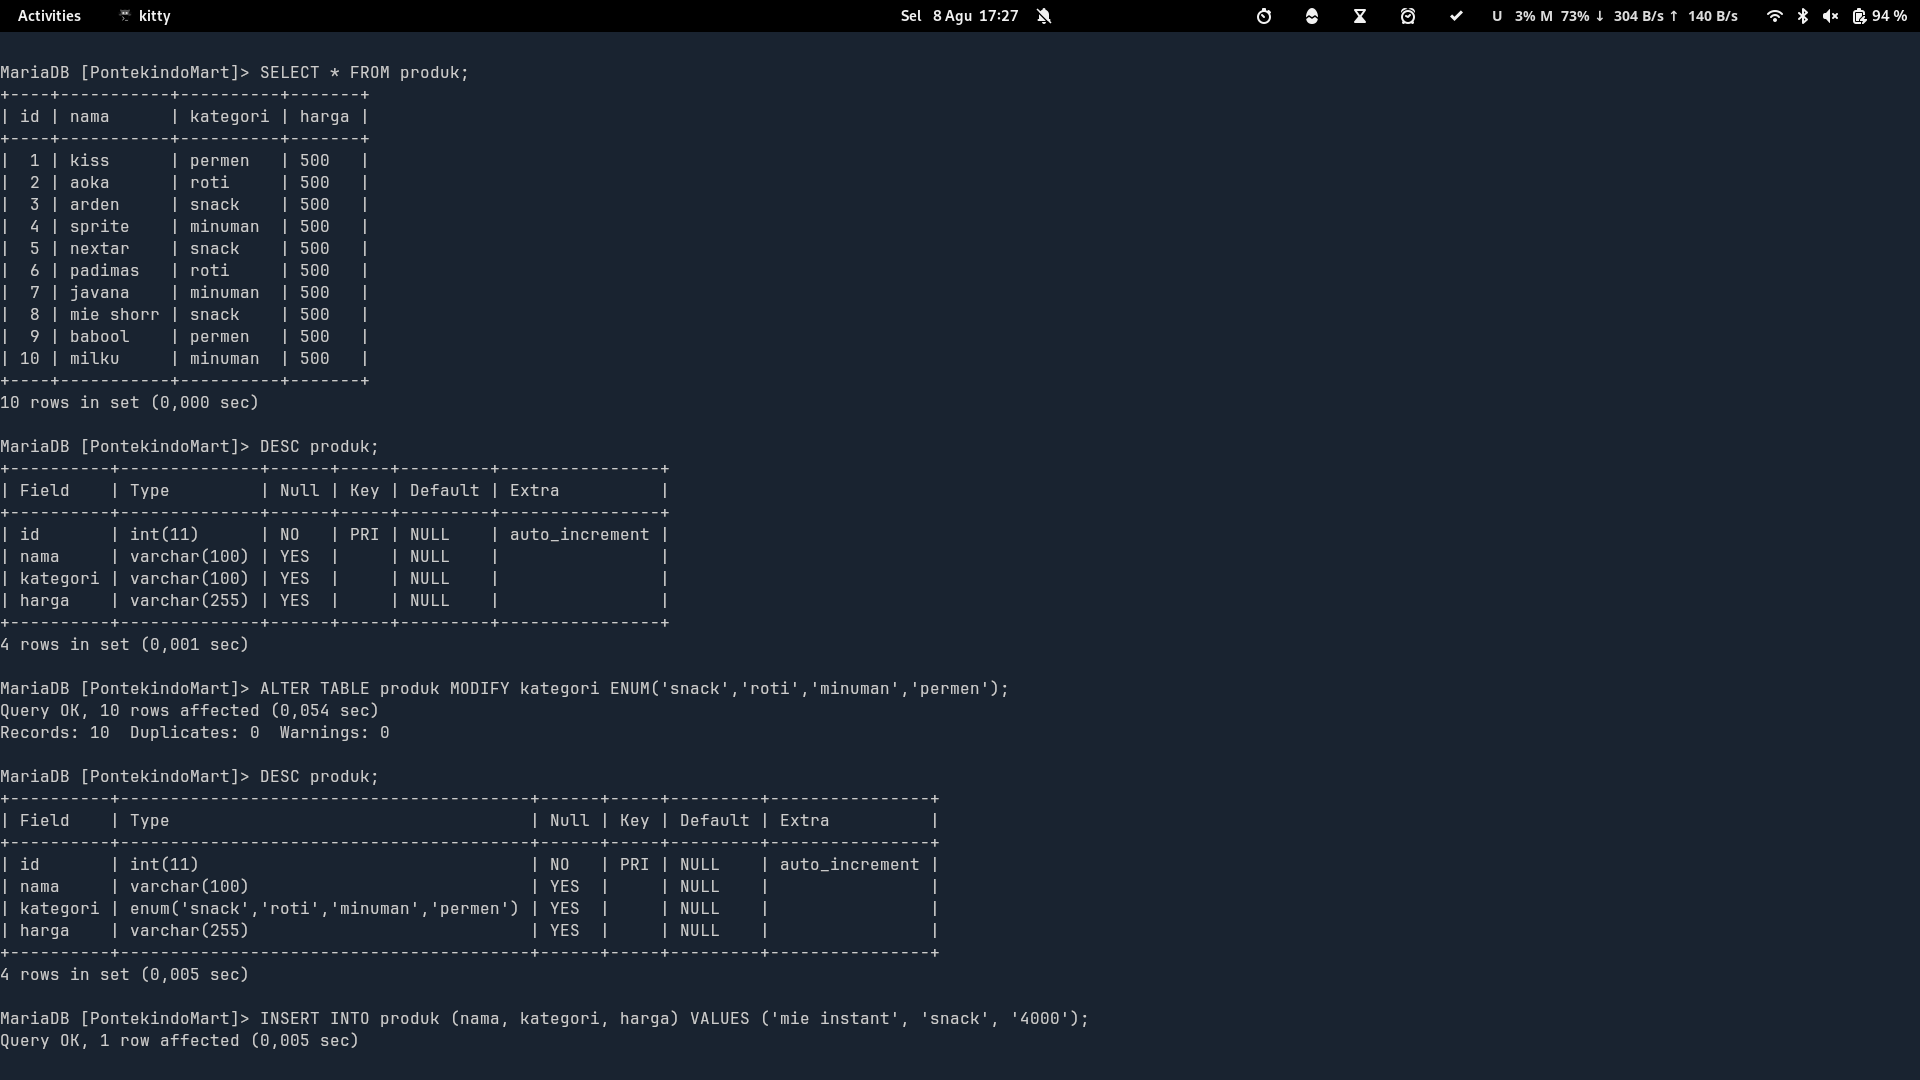 Activities kitty Sel 8 Agu 17:27 U 3% M 73% ↓ 304 B/s ↑ 140 B/s 94 %
MariaDB [PontekindoMart]> SELECT * FROM produk;
+----+-----------+----------+-------+
| id | nama      | kategori | harga |
+----+-----------+----------+-------+
|  1 | kiss      | permen   | 500   |
|  2 | aoka      | roti     | 500   |
|  3 | arden     | snack    | 500   |
|  4 | sprite    | minuman  | 500   |
|  5 | nextar    | snack    | 500   |
|  6 | padimas   | roti     | 500   |
|  7 | javana    | minuman  | 500   |
|  8 | mie shorr | snack    | 500   |
|  9 | babool    | permen   | 500   |
| 10 | milku     | minuman  | 500   |
+----+-----------+----------+-------+
10 rows in set (0,000 sec)

MariaDB [PontekindoMart]> DESC produk;
+----------+--------------+------+-----+---------+----------------+
| Field    | Type         | Null | Key | Default | Extra          |
+----------+--------------+------+-----+---------+----------------+
| id       | int(11)      | NO   | PRI | NULL    | auto_increment |
| nama     | varchar(100) | YES  |     | NULL    |                |
| kategori | varchar(100) | YES  |     | NULL    |                |
| harga    | varchar(255) | YES  |     | NULL    |                |
+----------+--------------+------+-----+---------+----------------+
4 rows in set (0,001 sec)

MariaDB [PontekindoMart]> ALTER TABLE produk MODIFY kategori ENUM('snack','roti','minuman','permen');
Query OK, 10 rows affected (0,054 sec)
Records: 10  Duplicates: 0  Warnings: 0

MariaDB [PontekindoMart]> DESC produk;
+----------+-----------------------------------------+------+-----+---------+----------------+
| Field    | Type                                    | Null | Key | Default | Extra          |
+----------+-----------------------------------------+------+-----+---------+----------------+
| id       | int(11)                                 | NO   | PRI | NULL    | auto_increment |
| nama     | varchar(100)                            | YES  |     | NULL    |                |
| kategori | enum('snack','roti','minuman','permen') | YES  |     | NULL    |                |
| harga    | varchar(255)                            | YES  |     | NULL    |                |
+----------+-----------------------------------------+------+-----+---------+----------------+
4 rows in set (0,005 sec)

MariaDB [PontekindoMart]> INSERT INTO produk (nama, kategori, harga) VALUES ('mie instant', 'snack', '4000');
Query OK, 1 row affected (0,005 sec)